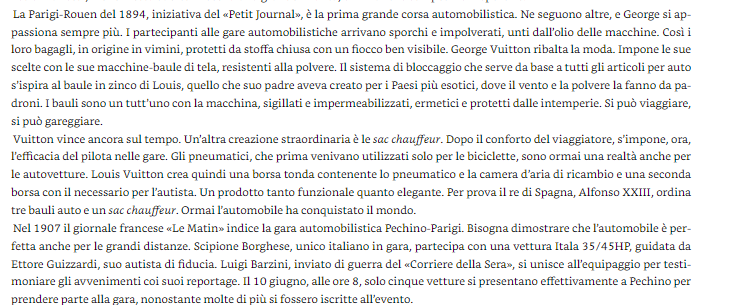 La Parigi-Rouen del 1894, iniziativa del «Petit Journal», è la prima grande corsa automobilistica. Ne seguono altre, e George si ap-
passiona sempre più. I partecipanti alle gare automobilistiche arrivano sporchi e impolverati, unti dall'olio delle macchine. Così i
loro bagagli, in origine in vimini, protetti da stoffa chiusa con un fiocco ben visibile. George Vuitton ribalta la moda. Impone le sue
scelte con le sue macchine-baule di tela, resistenti alla polvere. Il sistema di bloccaggio che serve da base a tutti gli articoli per auto
s'ispira al baule in zinco di Louis, quello che suo padre aveva creato per i Paesi più esotici, dove il vento e la polvere la fanno da pa-
droni. I bauli sono un tutt'uno con la macchina, sigillati e impermeabilizzati, ermetici e protetti dalle intemperie. Si può viaggiare,
si può gareggiare.
Vuitton vince ancora sul tempo. Un'altra creazione straordinaria è le sac chauffeur. Dopo il conforto del viaggiatore, s'impone, ora,
l'efficacia del pilota nelle gare. Gli pneumatici, che prima venivano utilizzati solo per le biciclette, sono ormai una realtà anche per
le autovetture. Louis Vuitton crea quindi una borsa tonda contenente lo pneumatico e la camera d'aria di ricambio e una seconda
borsa con il necessario per l'autista. Un prodotto tanto funzionale quanto elegante. Per prova il re di Spagna, Alfonso XXIII, ordina
tre bauli auto e un sac chauffeur. Ormai l'automobile ha conquistato il mondo.
Nel 1907 il giornale francese «Le Matin» indice la gara automobilistica Pechino-Parigi. Bisogna dimostrare che l'automobile è per-
fetta anche per le grandi distanze. Scipione Borghese, unico italiano in gara, partecipa con una vettura Itala 35/45HP, guidata da
Ettore Guizzardi, suo autista di fiducia. Luigi Barzini, inviato di guerra del «Corriere della Sera», si unisce all'equipaggio per testi-
moniare gli avvenimenti coi suoi reportage. Il 10 giugno, alle ore 8, solo cinque vetture si presentano effettivamente a Pechino per
prendere parte alla gara, nonostante molte di più si fossero iscritte all'evento.